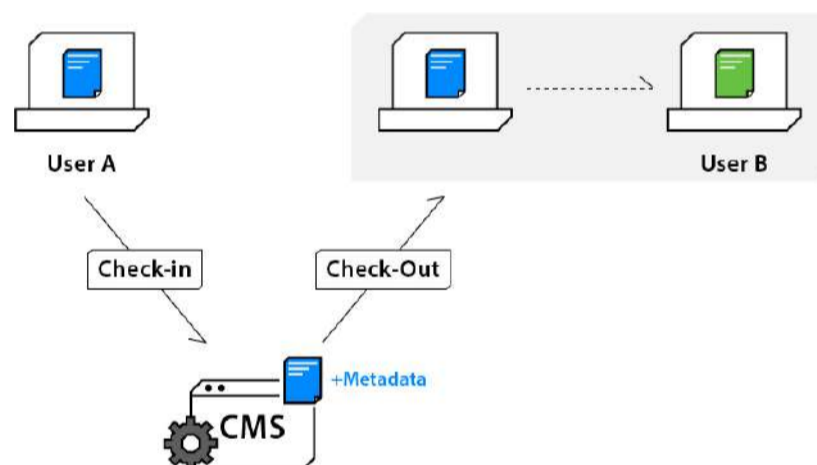 User A
User B
Check-in
Check-Out
+Metadata
CMS